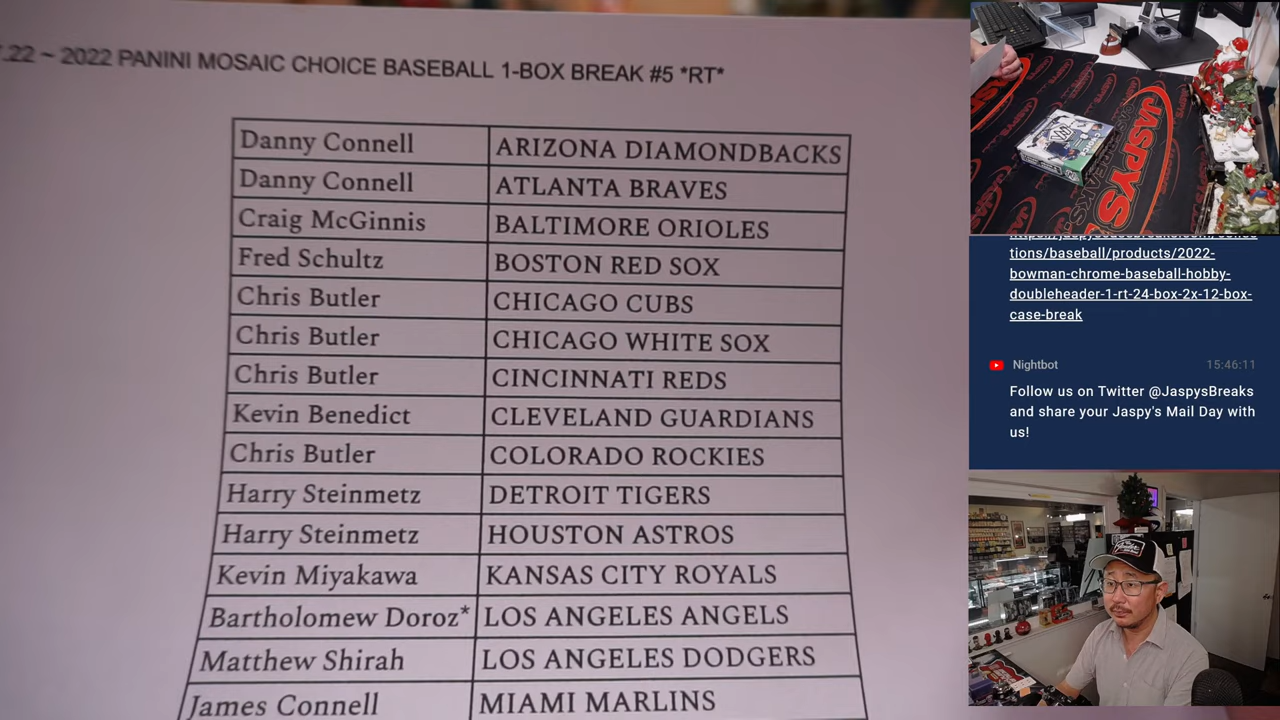 .22 ~ 2022 PANINI MOSAIC CHOICE BASEBALL 1-BOX BREAK #5 *RT*
Danny Connell ARIZONA DIAMONDBACKS
Danny Connell ATLANTA BRAVES
Craig McGinnis BALTIMORE ORIOLES
Fred Schultz BOSTON RED SOX
Chris Butler CHICAGO CUBS
Chris Butler CHICAGO WHITE SOX
Chris Butler CINCINNATI REDS
Kevin Benedict CLEVELAND GUARDIANS
Chris Butler COLORADO ROCKIES
Harry Steinmetz DETROIT TIGERS
Harry Steinmetz HOUSTON ASTROS
Kevin Miyakawa KANSAS CITY ROYALS
Bartholomew Doroz* LOS ANGELES ANGELS
Matthew Shirah LOS ANGELES DODGERS
James Connell MIAMI MARLINS
JASPYS
tions/baseball/products/2022-
bowman-chrome-baseball-hobby-
doubleheader-1-rt-24-box-2x-12-box-
case-break
Nightbot 15:46:11
Follow us on Twitter @JaspysBreaks
and share your Jaspy's Mail Day with
us!